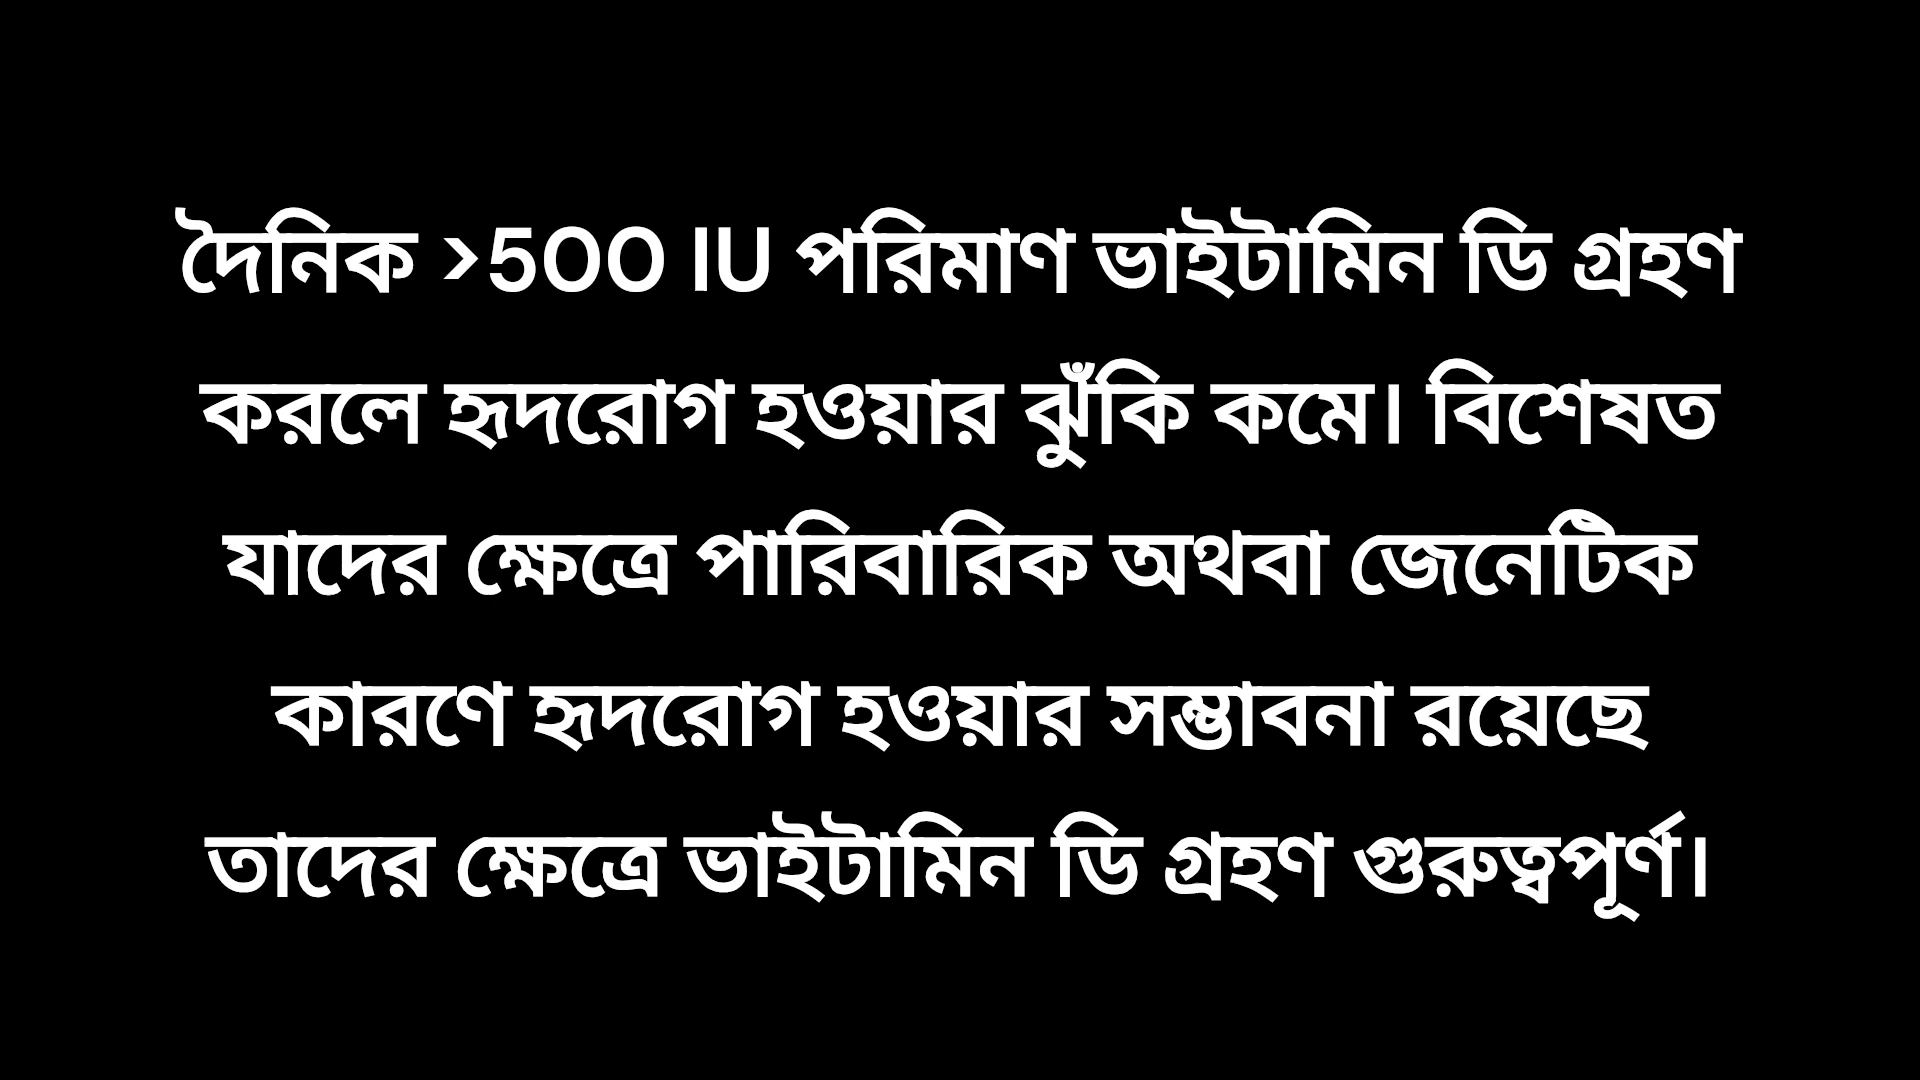 দৈনিক >500 IU পরিমাণ ভাইটামিন ডি গ্রহণ
করলে হৃদরোগ হওয়ার ঝুঁকি কমে। বিশেষত
যাদের ক্ষেত্রে পারিবারিক অথবা জেনেটিক
কারণে হৃদরোগ হওয়ার সম্ভাবনা রয়েছে
তাদের ক্ষেত্রে ভাইটামিন ডি গ্রহণ গুরুত্বপূর্ণ।